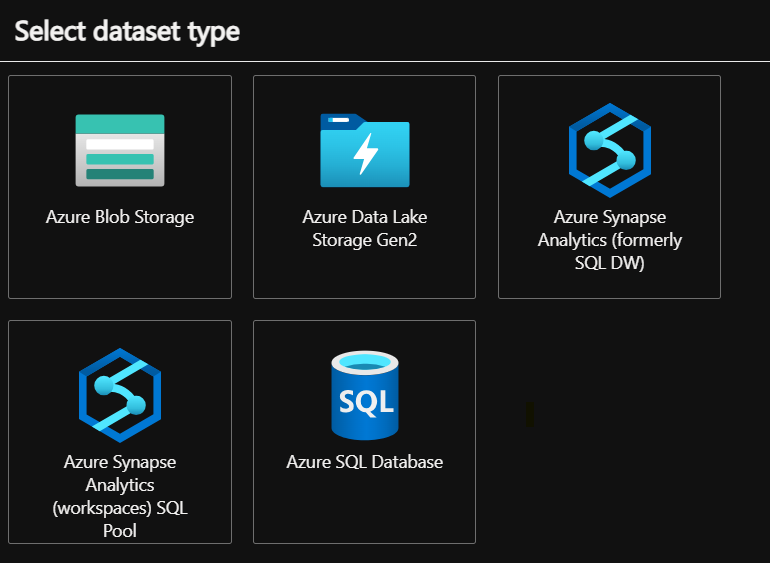 Select dataset type
Azure Blob Storage
Azure Data Lake
Storage Gen2
Azure Synapse
Analytics (formerly
SQL DW)
Azure Synapse
Analytics
(workspaces) SQL
Pool
SQL
Azure SQL Database